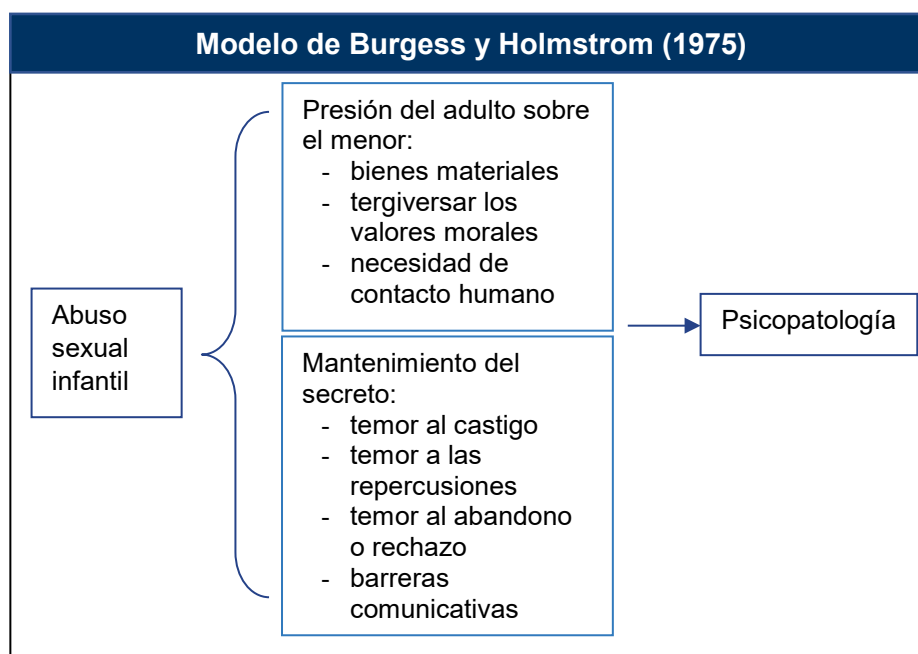 Modelo de Burgess y Holmstrom (1975)
Presión del adulto sobre
el menor:
- bienes materiales
- tergiversar los
valores morales
- necesidad de
contacto humano
Abuso
sexual
infantil
Psicopatología
Mantenimiento del
secreto:
- temor al castigo
- temor a las
repercusiones
- temor al abandono
o rechazo
- barreras
comunicativas